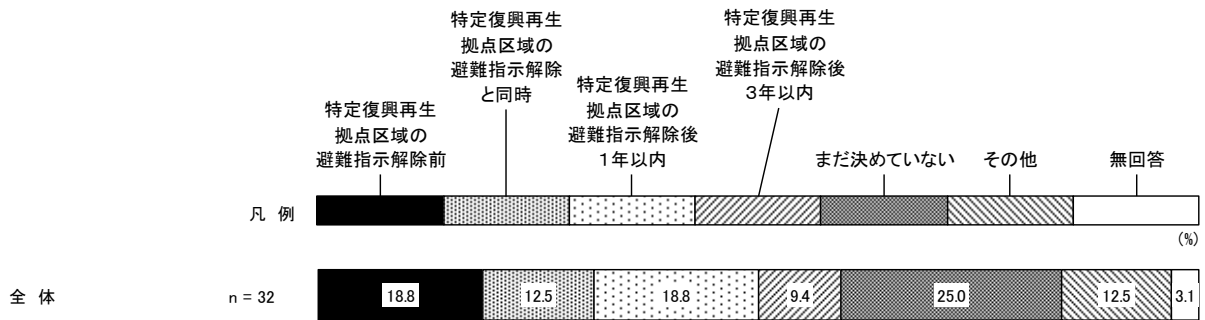 特定復興再生
拠点区域の
避難指示解除前
特定復興再生
拠点区域の
避難指示解除
と同時
特定復興再生
拠点区域の
避難指示解除後
1年以内
特定復興再生
拠点区域の
避難指示解除後
3年以内
まだ決めていない
その他
無回答
凡 例
(%)
全 体
n = 32
18.8
12.5
18.8
9.4
25.0
12.5
3.1